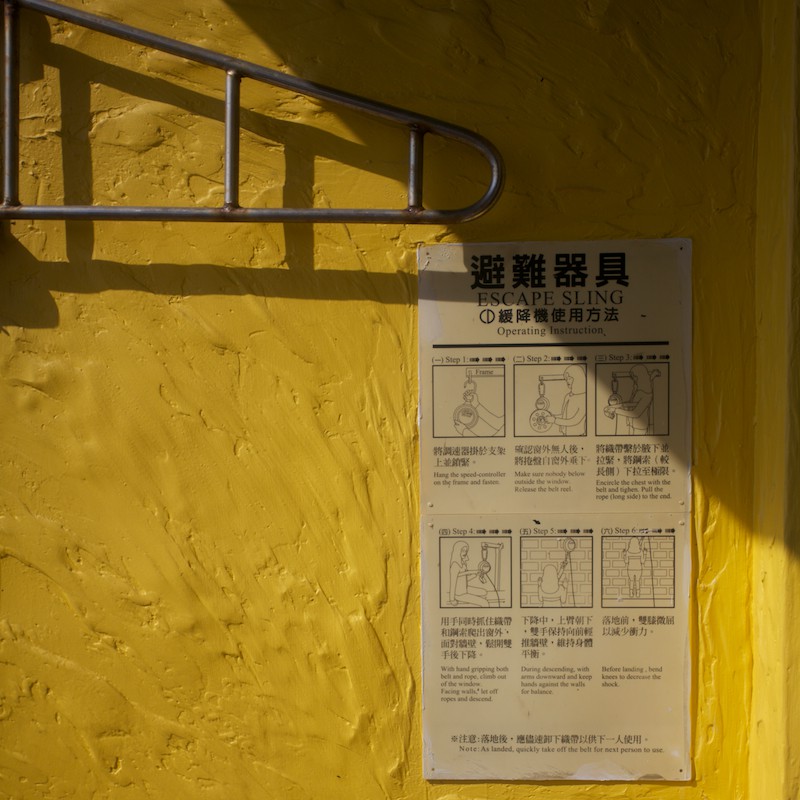 避難器具
ESCAPE SLING
①緩降機使用方法
Operating Instruction
(一) Step 1:
(二) Step 2:
(三) Step 3:
Frame
將調速器掛於支架
上並鎖緊。
Hang the speed-controller
on the frame and fasten.
確認窗外無人後，
將捲盤自窗外垂下。
Make sure nobody below
outside the window.
Release the belt reel.
將織帶繫於腋下並
拉緊，將鋼索（較
長側）下拉至極限。
Encircle the chest with the
belt and tighen. Pull the
rope (long side) to the end.
(四) Step 4:
(五) Step 5:
(六) Step 6:
用手同時抓住織帶
和鋼索爬出窗外，
面對牆壁，鬆開雙
手後下降。
With hand gripping both
belt and rope, climb out
of the window.
Facing walls, let off
ropes and descend.
下降中，上臂朝下
，雙手保持向前輕
推牆壁，維持身體
平衡。
During descending, with
arms downward and keep
hands against the walls
for balance.
落地前，雙膝微屈
以減少衝力。
Before landing , bend
knees to decrease the
shock.
※注意:落地後，應儘速卸下織帶以供下一人使用。
Note: As landed, quickly take off the belt for next person to use.